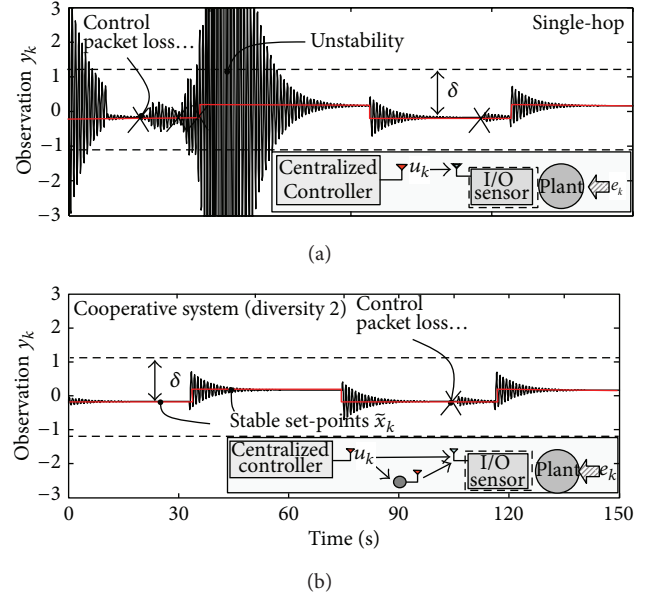 3
2
1
0
−1
−2
−3
Observation y_k
Control
packet loss…
Unstability
Single-hop
δ
Centralized
Controller
u_k
I/O
sensor
Plant
e_k
(a)
3
2
1
0
−1
−2
−3
Observation y_k
Cooperative system (diversity 2)
Control
packet loss…
δ
Stable set-points x̃_k
Centralized
controller
u_k
I/O
sensor
Plant
e_k
0 30 60 90 120 150
Time (s)
(b)